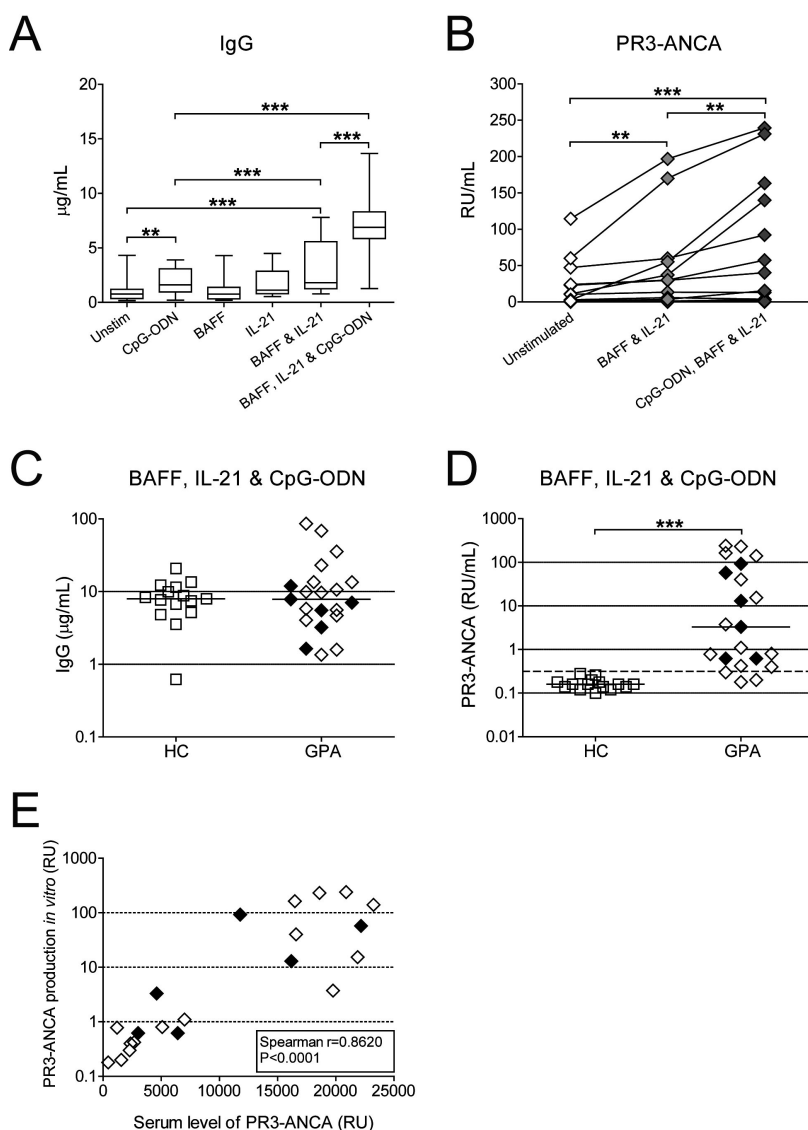 A
IgG
20
15
10
5
0
µg/mL
***
***
***
***
**
Unstim
CpG-ODN
BAFF
IL-21
BAFF & IL-21
BAFF, IL-21 & CpG-ODN
B
PR3-ANCA
300
250
200
150
100
50
0
RU/mL
***
**
**
Unstimulated
BAFF & IL-21
CpG-ODN, BAFF & IL-21
C
BAFF, IL-21 & CpG-ODN
100
10
1
0.1
IgG (µg/mL)
HC
GPA
D
BAFF, IL-21 & CpG-ODN
1000
100
10
1
0.1
0.01
PR3-ANCA (RU/mL)
***
HC
GPA
E
PR3-ANCA production in vitro (RU)
1000
100
10
1
0.1
Spearman r=0.8620
P<0.0001
0
5000
10000
15000
20000
25000
Serum level of PR3-ANCA (RU)